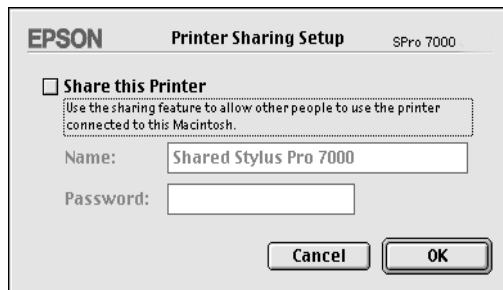 EPSON Printer Sharing Setup SPro 7000
Share this Printer
Use the sharing feature to allow other people to use the printer
connected to this Macintosh.
Name: Shared Stylus Pro 7000
Password:
Cancel OK